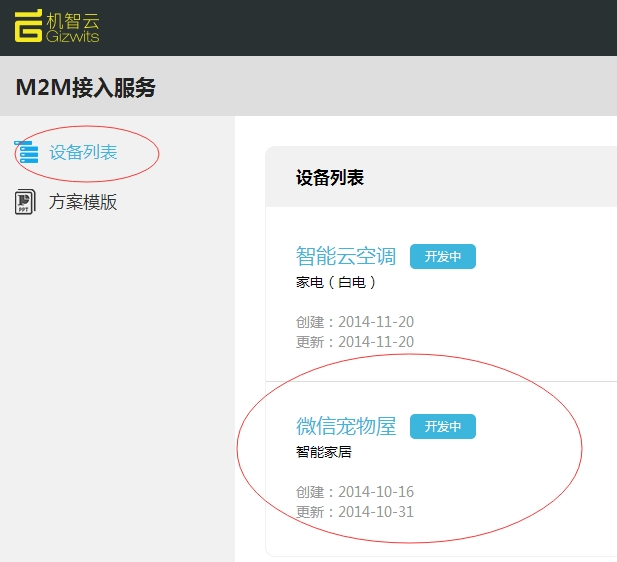 机智云
Gizwits
M2M接入服务
设备列表
PPT
方案模版
设备列表
智能云空调 开发中
家电（白电）
创建：2014-11-20
更新：2014-11-20
微信宠物屋 开发中
智能家居
创建：2014-10-16
更新：2014-10-31